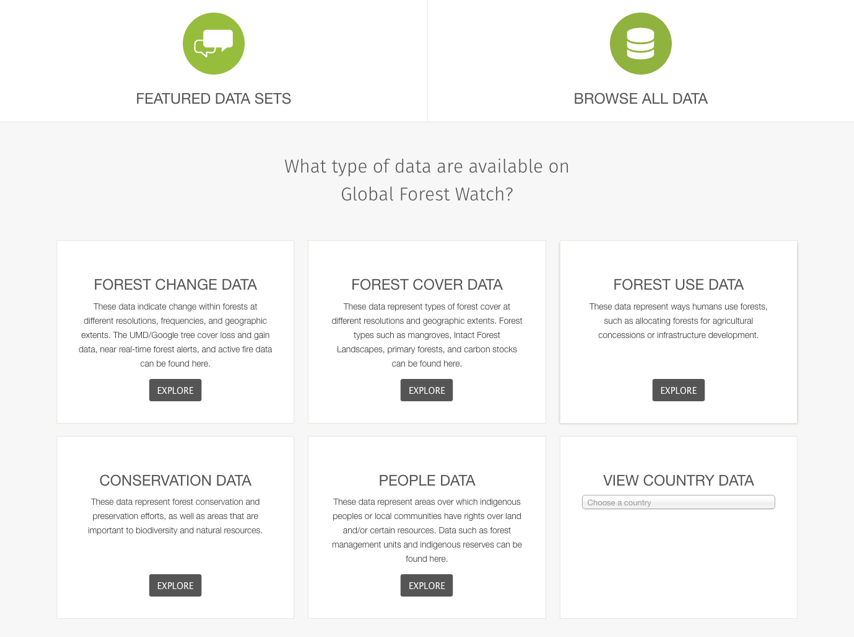 FEATURED DATA SETS
BROWSE ALL DATA
What type of data are available on
Global Forest Watch?
FOREST CHANGE DATA
These data indicate change within forests at
different resolutions, frequencies, and geographic
extents. The UMD/Google tree cover loss and gain
data, near real-time forest alerts, and active fire data
can be found here.
EXPLORE
FOREST COVER DATA
These data represent types of forest cover at
different resolutions and geographic extents. Forest
types such as mangroves, Intact Forest
Landscapes, primary forests, and carbon stocks
can be found here.
EXPLORE
FOREST USE DATA
These data represent ways humans use forests,
such as allocating forests for agricultural
concessions or infrastructure development.
EXPLORE
CONSERVATION DATA
These data represent forest conservation and
preservation efforts, as well as areas that are
important to biodiversity and natural resources.
EXPLORE
PEOPLE DATA
These data represent areas over which indigenous
peoples or local communities have rights over land
and/or certain resources. Data such as forest
management units and indigenous reserves can be
found here.
EXPLORE
VIEW COUNTRY DATA
Choose a country